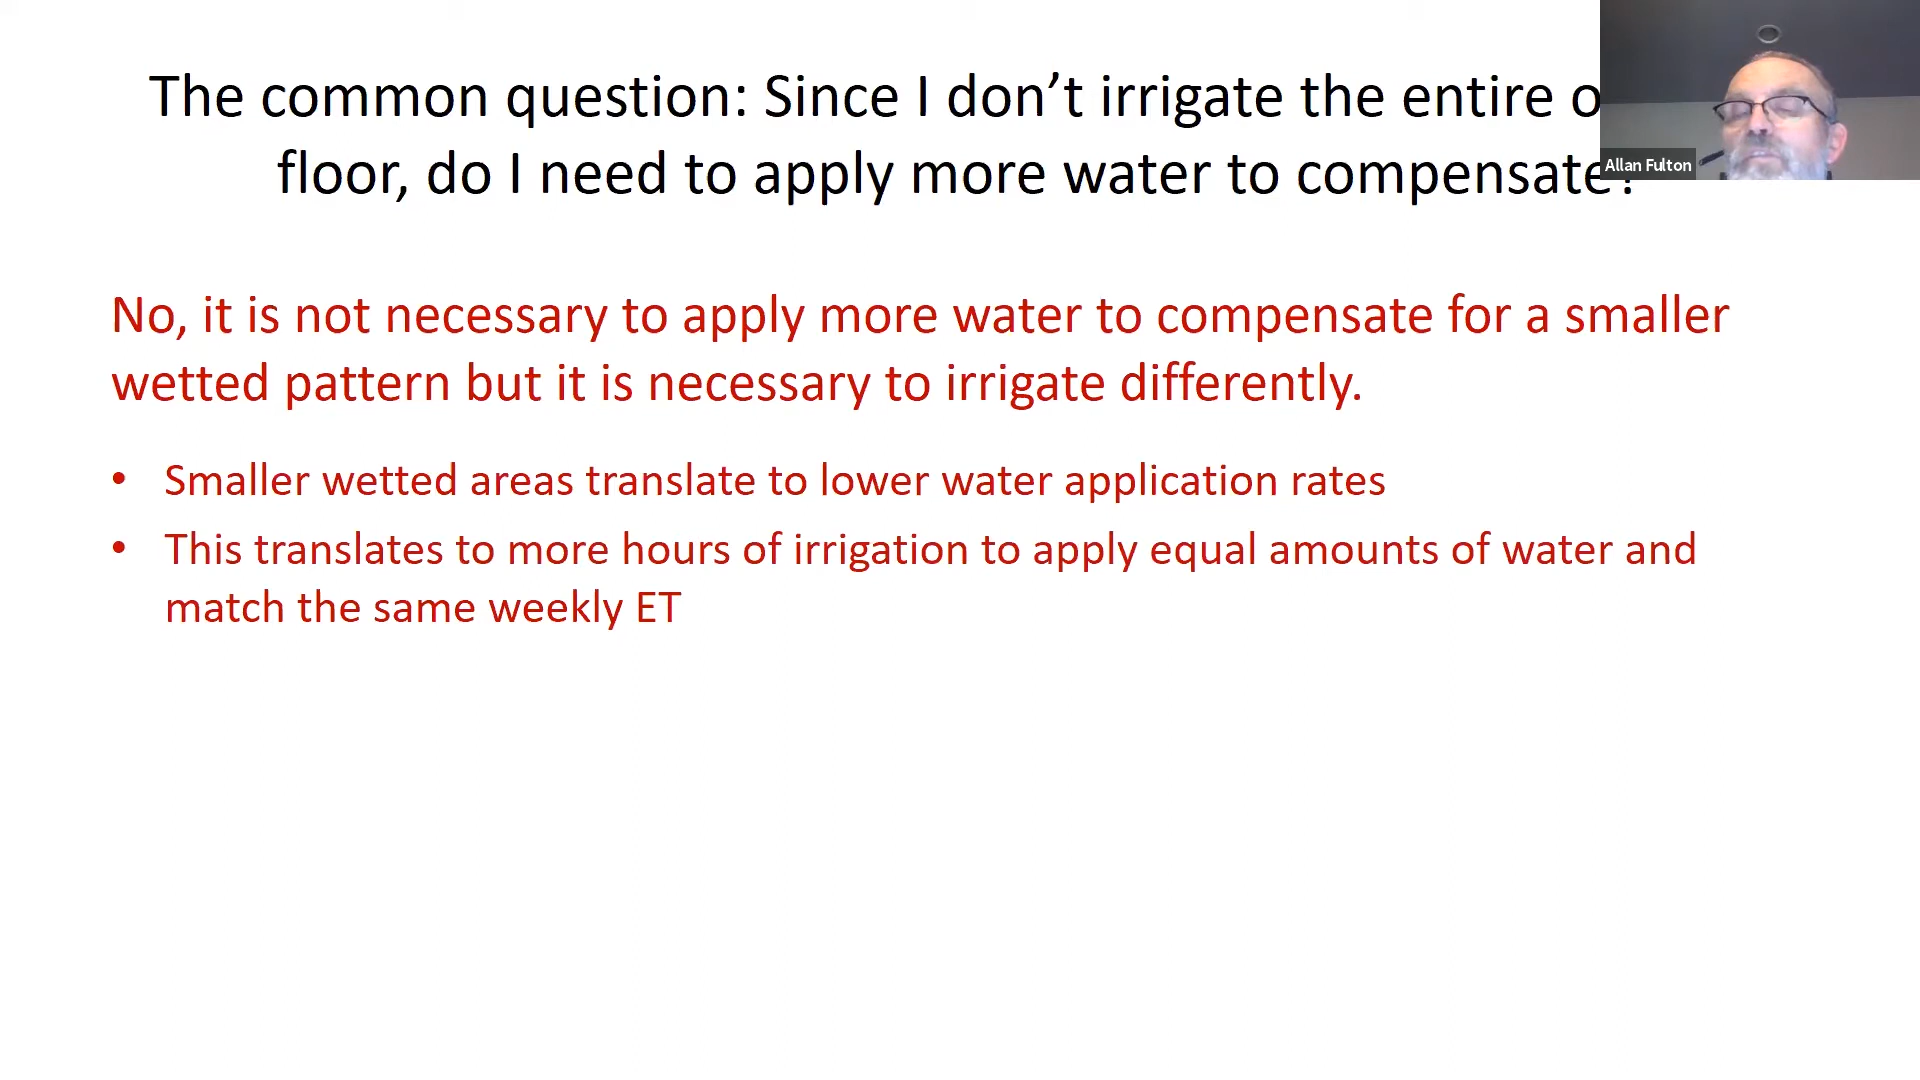 The common question: Since I don’t irrigate the entire
floor, do I need to apply more water to compensate?
Allan Fulton
No, it is not necessary to apply more water to compensate for a smaller
wetted pattern but it is necessary to irrigate differently.
• Smaller wetted areas translate to lower water application rates
• This translates to more hours of irrigation to apply equal amounts of water and
match the same weekly ET